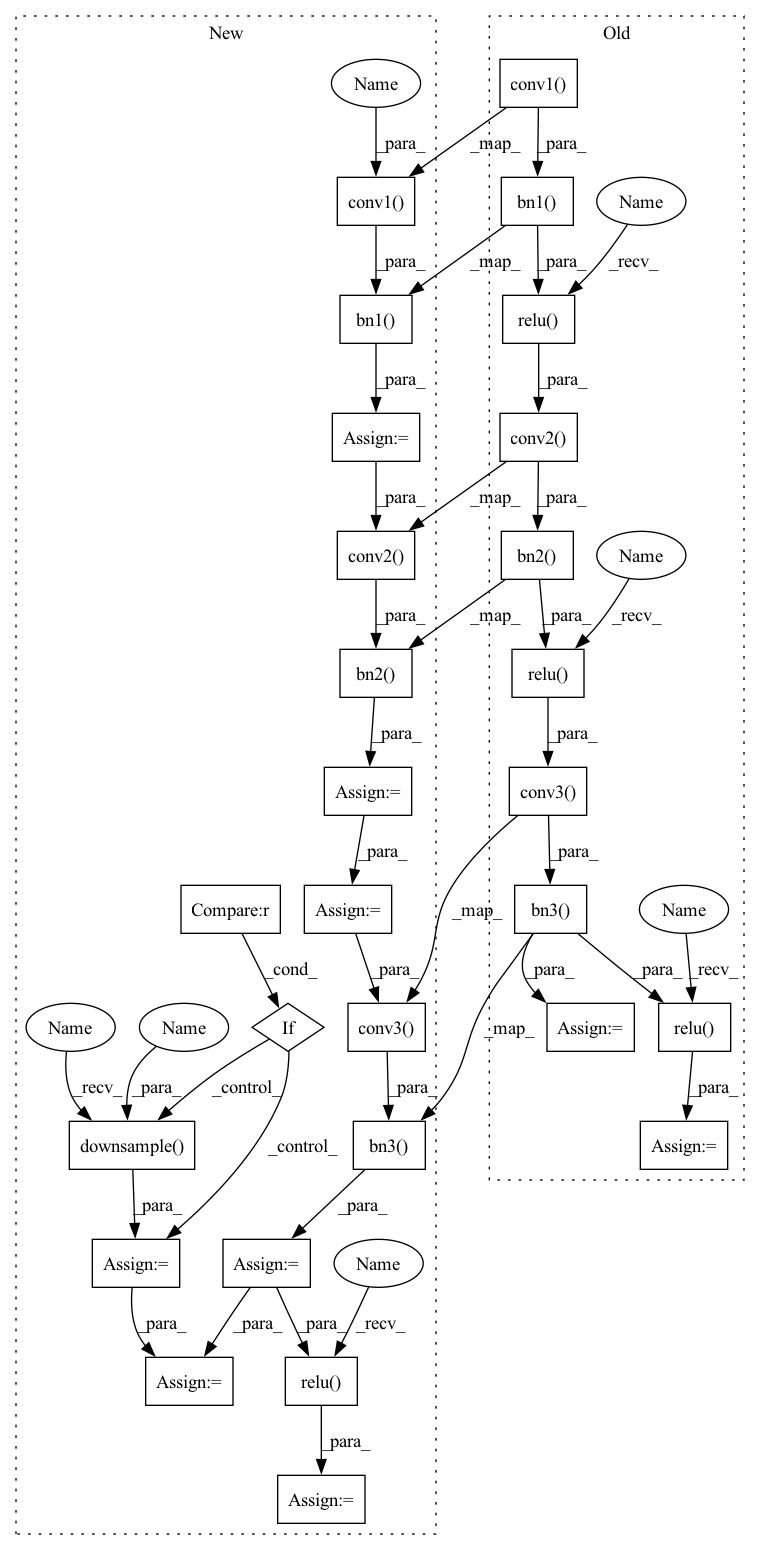 New
Old
Name
conv1()
_para_
_map_
_para_
conv1()
bn1()
Name
_para_
_map_
_para_
_recv_
bn1()
relu()
_para_
_para_
Assign:=
conv2()
_para_
_map_
_para_
conv2()
bn2()
Name
_para_
_map_
_para_
_recv_
bn2()
relu()
_para_
_para_
Assign:=
conv3()
_para_
_para_
Compare:r
Assign:=
bn3()
Name
_cond_
_para_
_map_
_para_
_para_
_recv_
Name
Name
If
conv3()
Assign:=
relu()
_recv_
_para_
_control_
_para_
_map_
_para_
downsample()
bn3()
Assign:=
_para_
_control_
_para_
Assign:=
Assign:=
Name
_para_
_para_
_para_
_recv_
Assign:=
relu()
_para_
Assign:=